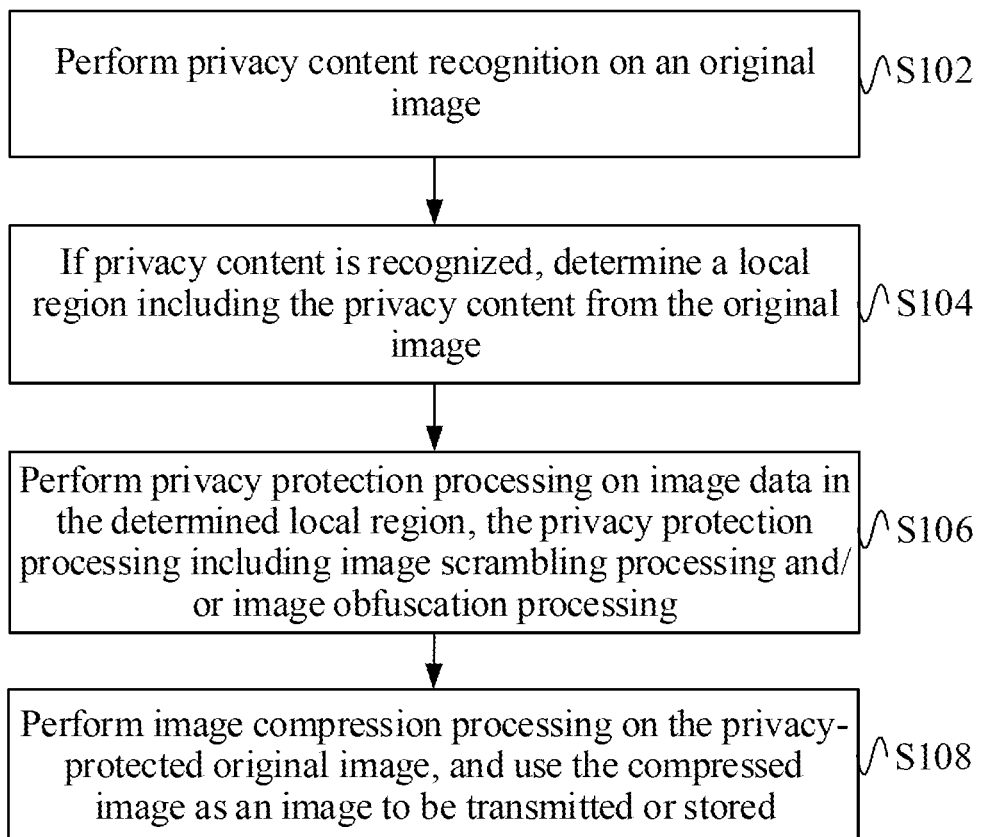 Perform privacy content recognition on an original
image
S102
If privacy content is recognized, determine a local
region including the privacy content from the original
image
S104
Perform privacy protection processing on image data in
the determined local region, the privacy protection
processing including image scrambling processing and/
or image obfuscation processing
S106
Perform image compression processing on the privacy-
protected original image, and use the compressed
image as an image to be transmitted or stored
S108